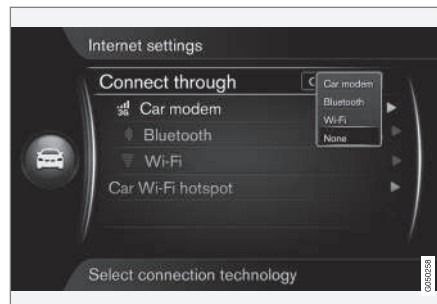 Internet settings
Connect through
Car modem
Bluetooth
Wi-Fi
None
3G Car modem
Bluetooth
Wi-Fi
Car Wi-Fi hotspot
Select connection technology
G050258